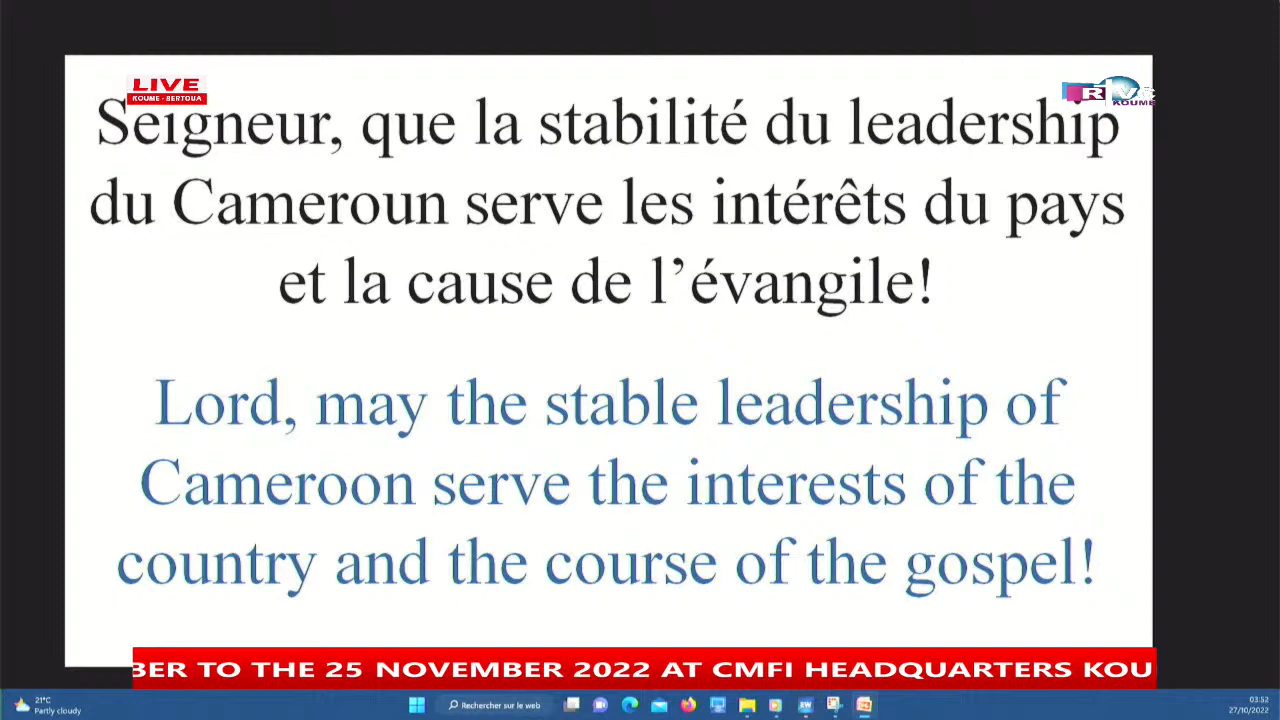 LIVE
KOUME - BERTOUA
KOUME
Seigneur, que la stabilité du leadership
du Cameroun serve les intérêts du pays
et la cause de l’évangile!
Lord, may the stable leadership of
Cameroon serve the interests of the
country and the course of the gospel!
BER TO THE 25 NOVEMBER 2022 AT CMFI HEADQUARTERS KOU
21°C
Partly cloudy
Rechercher sur le web
03:52
27/10/2022